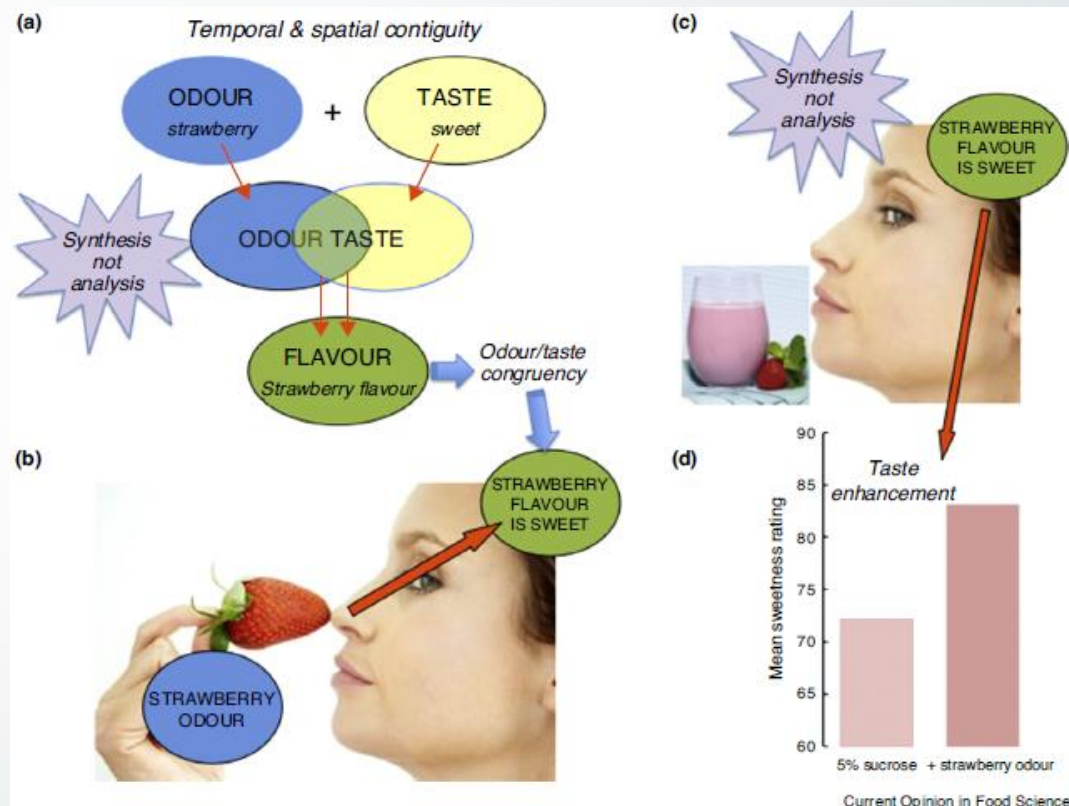 (a)
Temporal & spatial contiguity
ODOUR
strawberry
+
TASTE
sweet
Synthesis
not
analysis
ODOUR TASTE
FLAVOUR
Strawberry flavour
Odour/taste
congruency
(b)
STRAWBERRY
FLAVOUR
IS SWEET
STRAWBERRY
ODOUR
(c)
Synthesis
not
analysis
STRAWBERRY
FLAVOUR
IS SWEET
(d)
Taste
enhancement
Mean sweetness rating
90
85
80
75
70
65
60
5% sucrose
+ strawberry odour
Current Opinion in Food Science